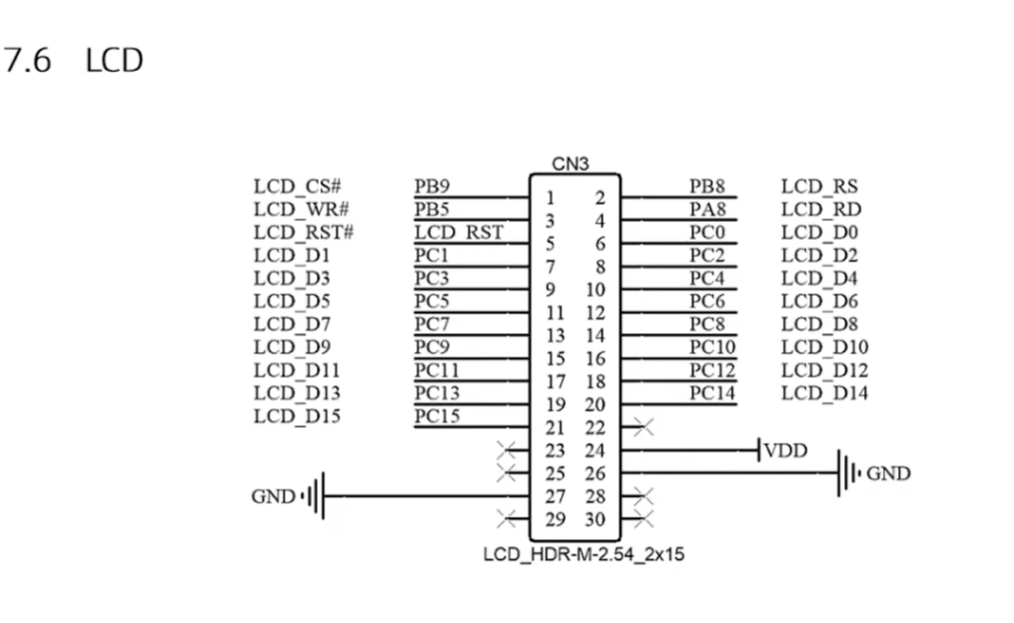 7.6 LCD
CN3
LCD_CS# PB9 1 2 PB8 LCD_RS
LCD_WR# PB5 3 4 PA8 LCD_RD
LCD_RST# LCD_RST 5 6 PC0 LCD_D0
LCD_D1 PC1 7 8 PC2 LCD_D2
LCD_D3 PC3 9 10 PC4 LCD_D4
LCD_D5 PC5 11 12 PC6 LCD_D6
LCD_D7 PC7 13 14 PC8 LCD_D8
LCD_D9 PC9 15 16 PC10 LCD_D10
LCD_D11 PC11 17 18 PC12 LCD_D12
LCD_D13 PC13 19 20 PC14 LCD_D14
LCD_D15 PC15 21 22
23 24 VDD
25 26 GND
GND 27 28
29 30
LCD_HDR-M-2.54_2x15